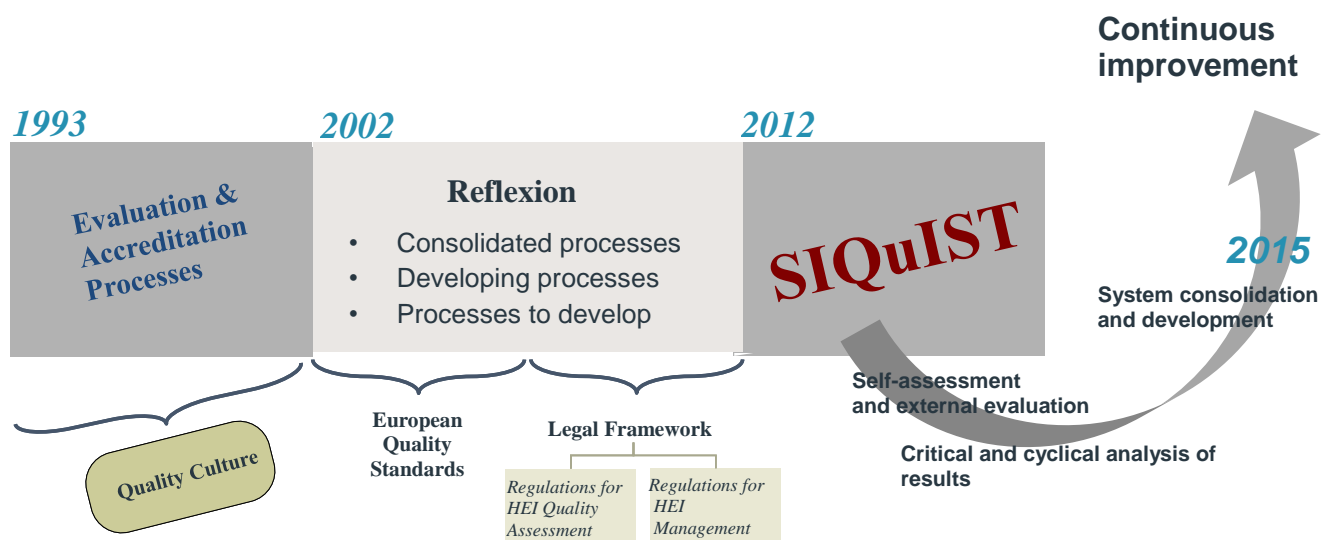 Continuous
improvement
1993
2002
2012
Evaluation &
Accreditation
Processes
Reflexion
• Consolidated processes
• Developing processes
• Processes to develop
SIQuIST
2015
System consolidation
and development
Self-assessment
and external evaluation
Critical and cyclical analysis of
results
Quality Culture
European
Quality
Standards
Legal Framework
Regulations for
HEI Quality
Assessment
Regulations for
HEI
Management